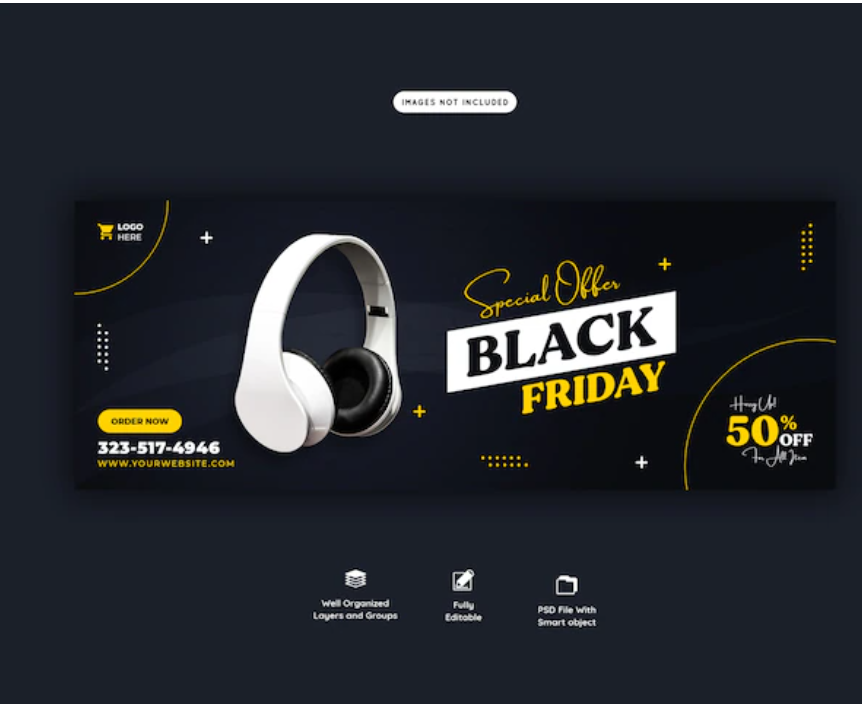 IMAGES NOT INCLUDED
LOGO
HERE
Special Offer
BLACK
FRIDAY
ORDER NOW
323-517-4946
WWW.YOURWEBSITE.COM
Hurry Up!
50%
OFF
For All Item
Well Organized
Layers and Groups
Fully
Editable
PSD File With
Smart object